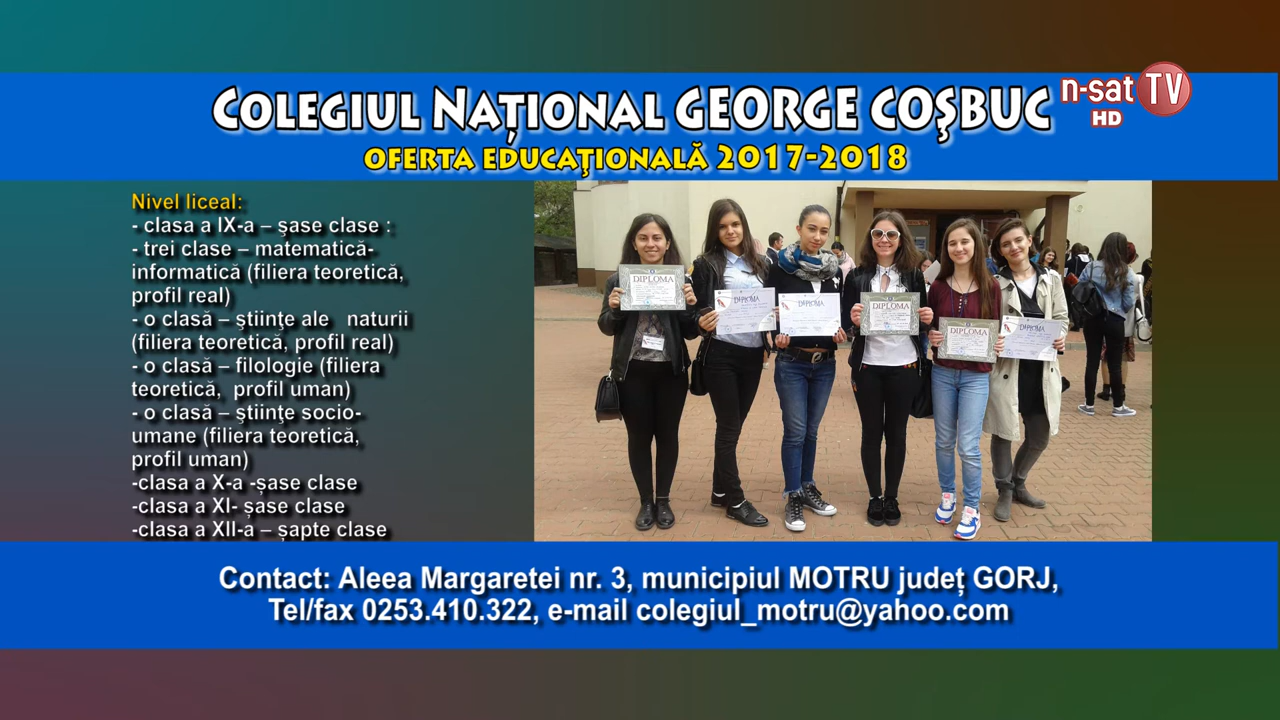 COLEGIUL NAȚIONAL GEORGE COŞBUC
n-sat TV
HD
OFERTA EDUCAŢIONALĂ 2017-2018
Nivel liceal:
- clasa a IX-a – şase clase :
- trei clase – matematică-
informatică (filiera teoretică,
profil real)
- o clasă – ştiinţe ale naturii
(filiera teoretică, profil real)
- o clasă – filologie (filiera
teoretică, profil uman)
- o clasă – ştiinţe socio-
umane (filiera teoretică,
profil uman)
-clasa a X-a -șase clase
-clasa a XI- șase clase
-clasa a XII-a – șapte clase
DIPLOMA
DIPLOMA
DIPLOMA
DIPLOMA
DIPLOMA
DIPLOMA
Contact: Aleea Margaretei nr. 3, municipiul MOTRU județ GORJ,
Tel/fax 0253.410.322, e-mail colegiul_motru@yahoo.com